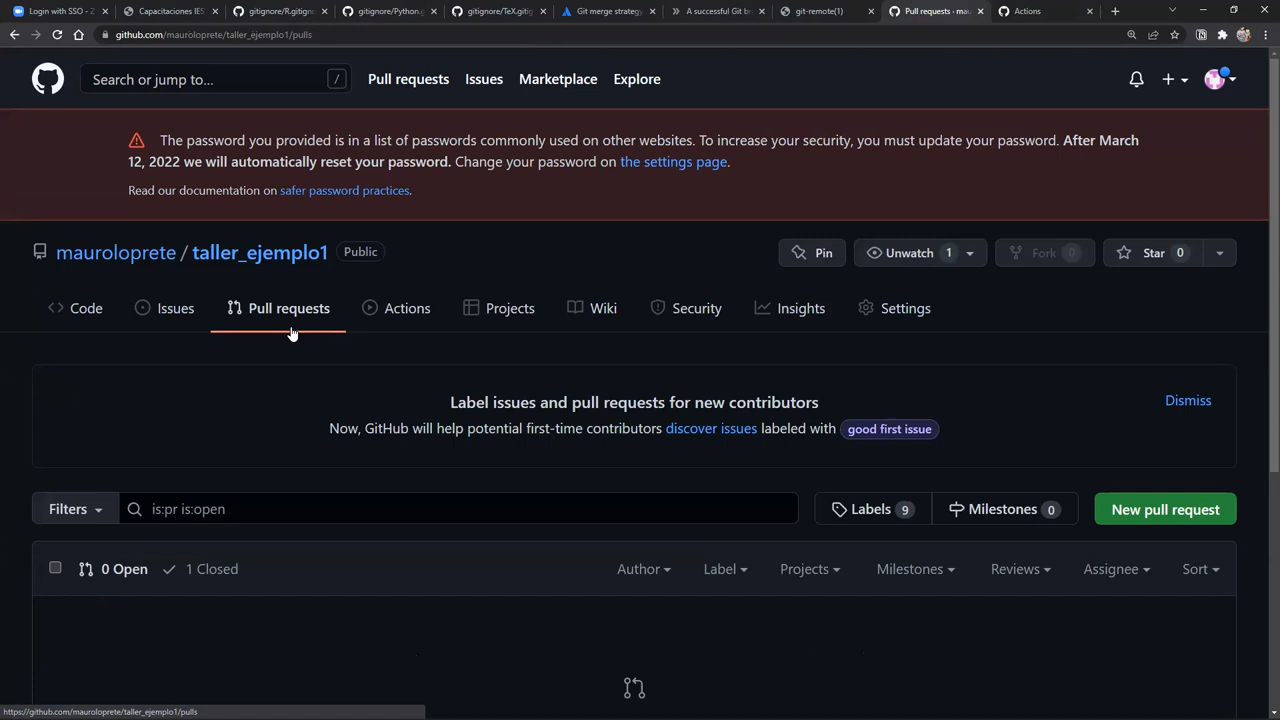 Login with SSO - Z
Capacitaciones IES
gitignore/R.gitign
gitignore/Python.g
gitignore/TeX.gitig
Git merge strategy
A successful Git br
git-remote(1)
Pull requests · mau
Actions
github.com/mauroloprete/taller_ejemplo1/pulls
Search or jump to...
/
Pull requests
Issues
Marketplace
Explore
The password you provided is in a list of passwords commonly used on other websites. To increase your security, you must update your password. After March
12, 2022 we will automatically reset your password. Change your password on the settings page.
Read our documentation on safer password practices.
mauroloprete / taller_ejemplo1 Public
Pin
Unwatch 1
Fork 0
Star 0
Code
Issues
Pull requests
Actions
Projects
Wiki
Security
Insights
Settings
Label issues and pull requests for new contributors
Dismiss
Now, GitHub will help potential first-time contributors discover issues labeled with good first issue
Filters
is:pr is:open
Labels 9
Milestones 0
New pull request
0 Open
1 Closed
Author
Label
Projects
Milestones
Reviews
Assignee
Sort
https://github.com/mauroloprete/taller_ejemplo1/pulls